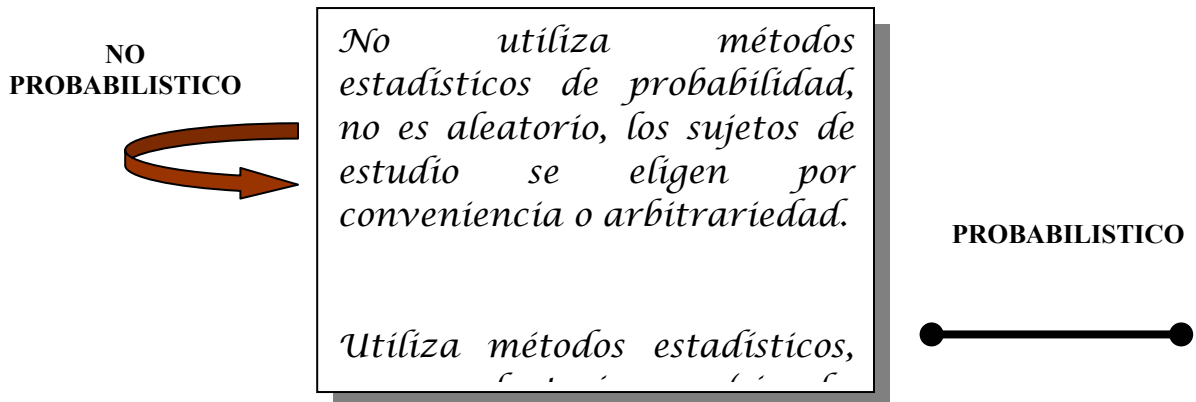 NO
PROBABILISTICO
No utiliza métodos
estadísticos de probabilidad,
no es aleatorio, los sujetos de
estudio se eligen por
conveniencia o arbitrariedad.
PROBABILISTICO
Utiliza métodos estadísticos,